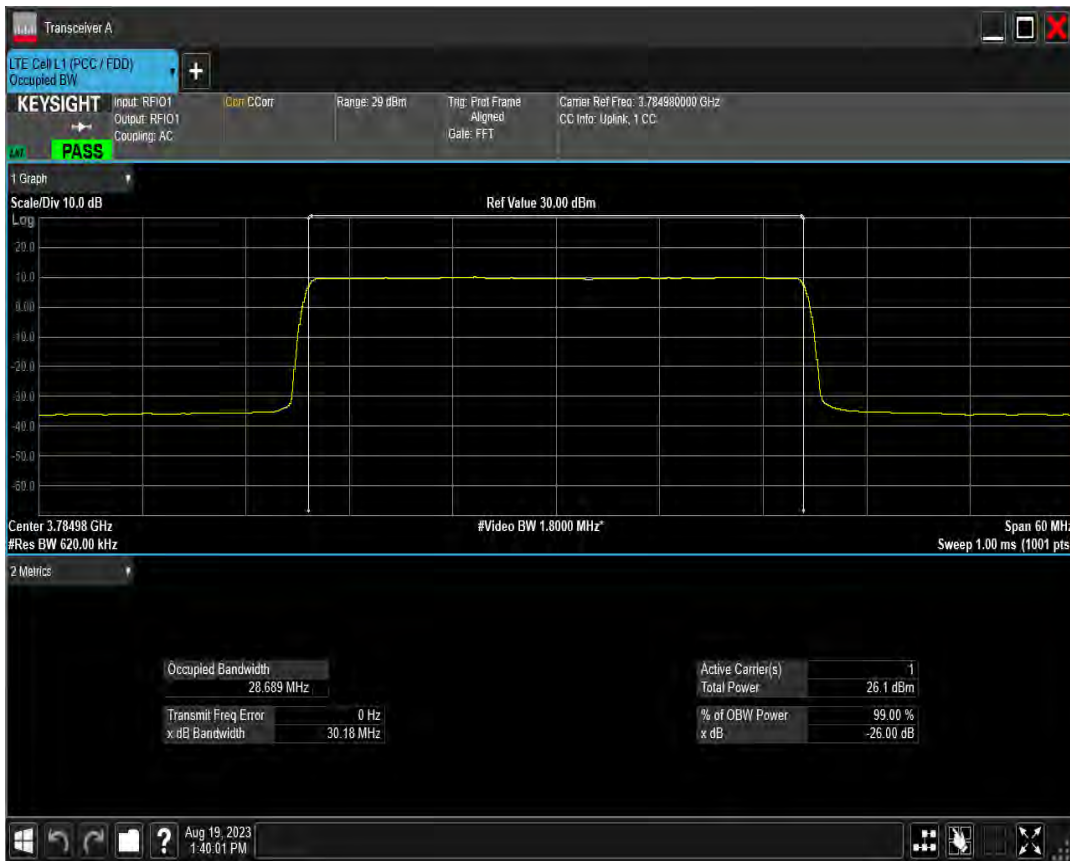 Transceiver A
LTE Cell L1 (PCC / FDD)
Occupied BW
KEYSIGHT
Input: RFIO1
Output: RFIO1
Coupling: AC
Corr CCorr
Range: 29 dBm
Trig: Prot Frame
Aligned
Gate: FFT
Carrier Ref Freq: 3.784980000 GHz
CC Info: Uplink, 1 CC
PASS
1 Graph
Scale/Div 10.0 dB
Ref Value 30.00 dBm
Log
20.0
10.0
0.00
-10.0
-20.0
-30.0
-40.0
-50.0
-60.0
Center 3.78498 GHz
#Video BW 1.8000 MHz*
Span 60 MHz
#Res BW 620.00 kHz
Sweep 1.00 ms (1001 pts
2 Metrics
Occupied Bandwidth
28.689 MHz
Transmit Freq Error 0 Hz
x dB Bandwidth 30.18 MHz
Active Carrier(s) 1
Total Power 26.1 dBm
% of OBW Power 99.00 %
x dB -26.00 dB
?
Aug 19, 2023
1:40:01 PM